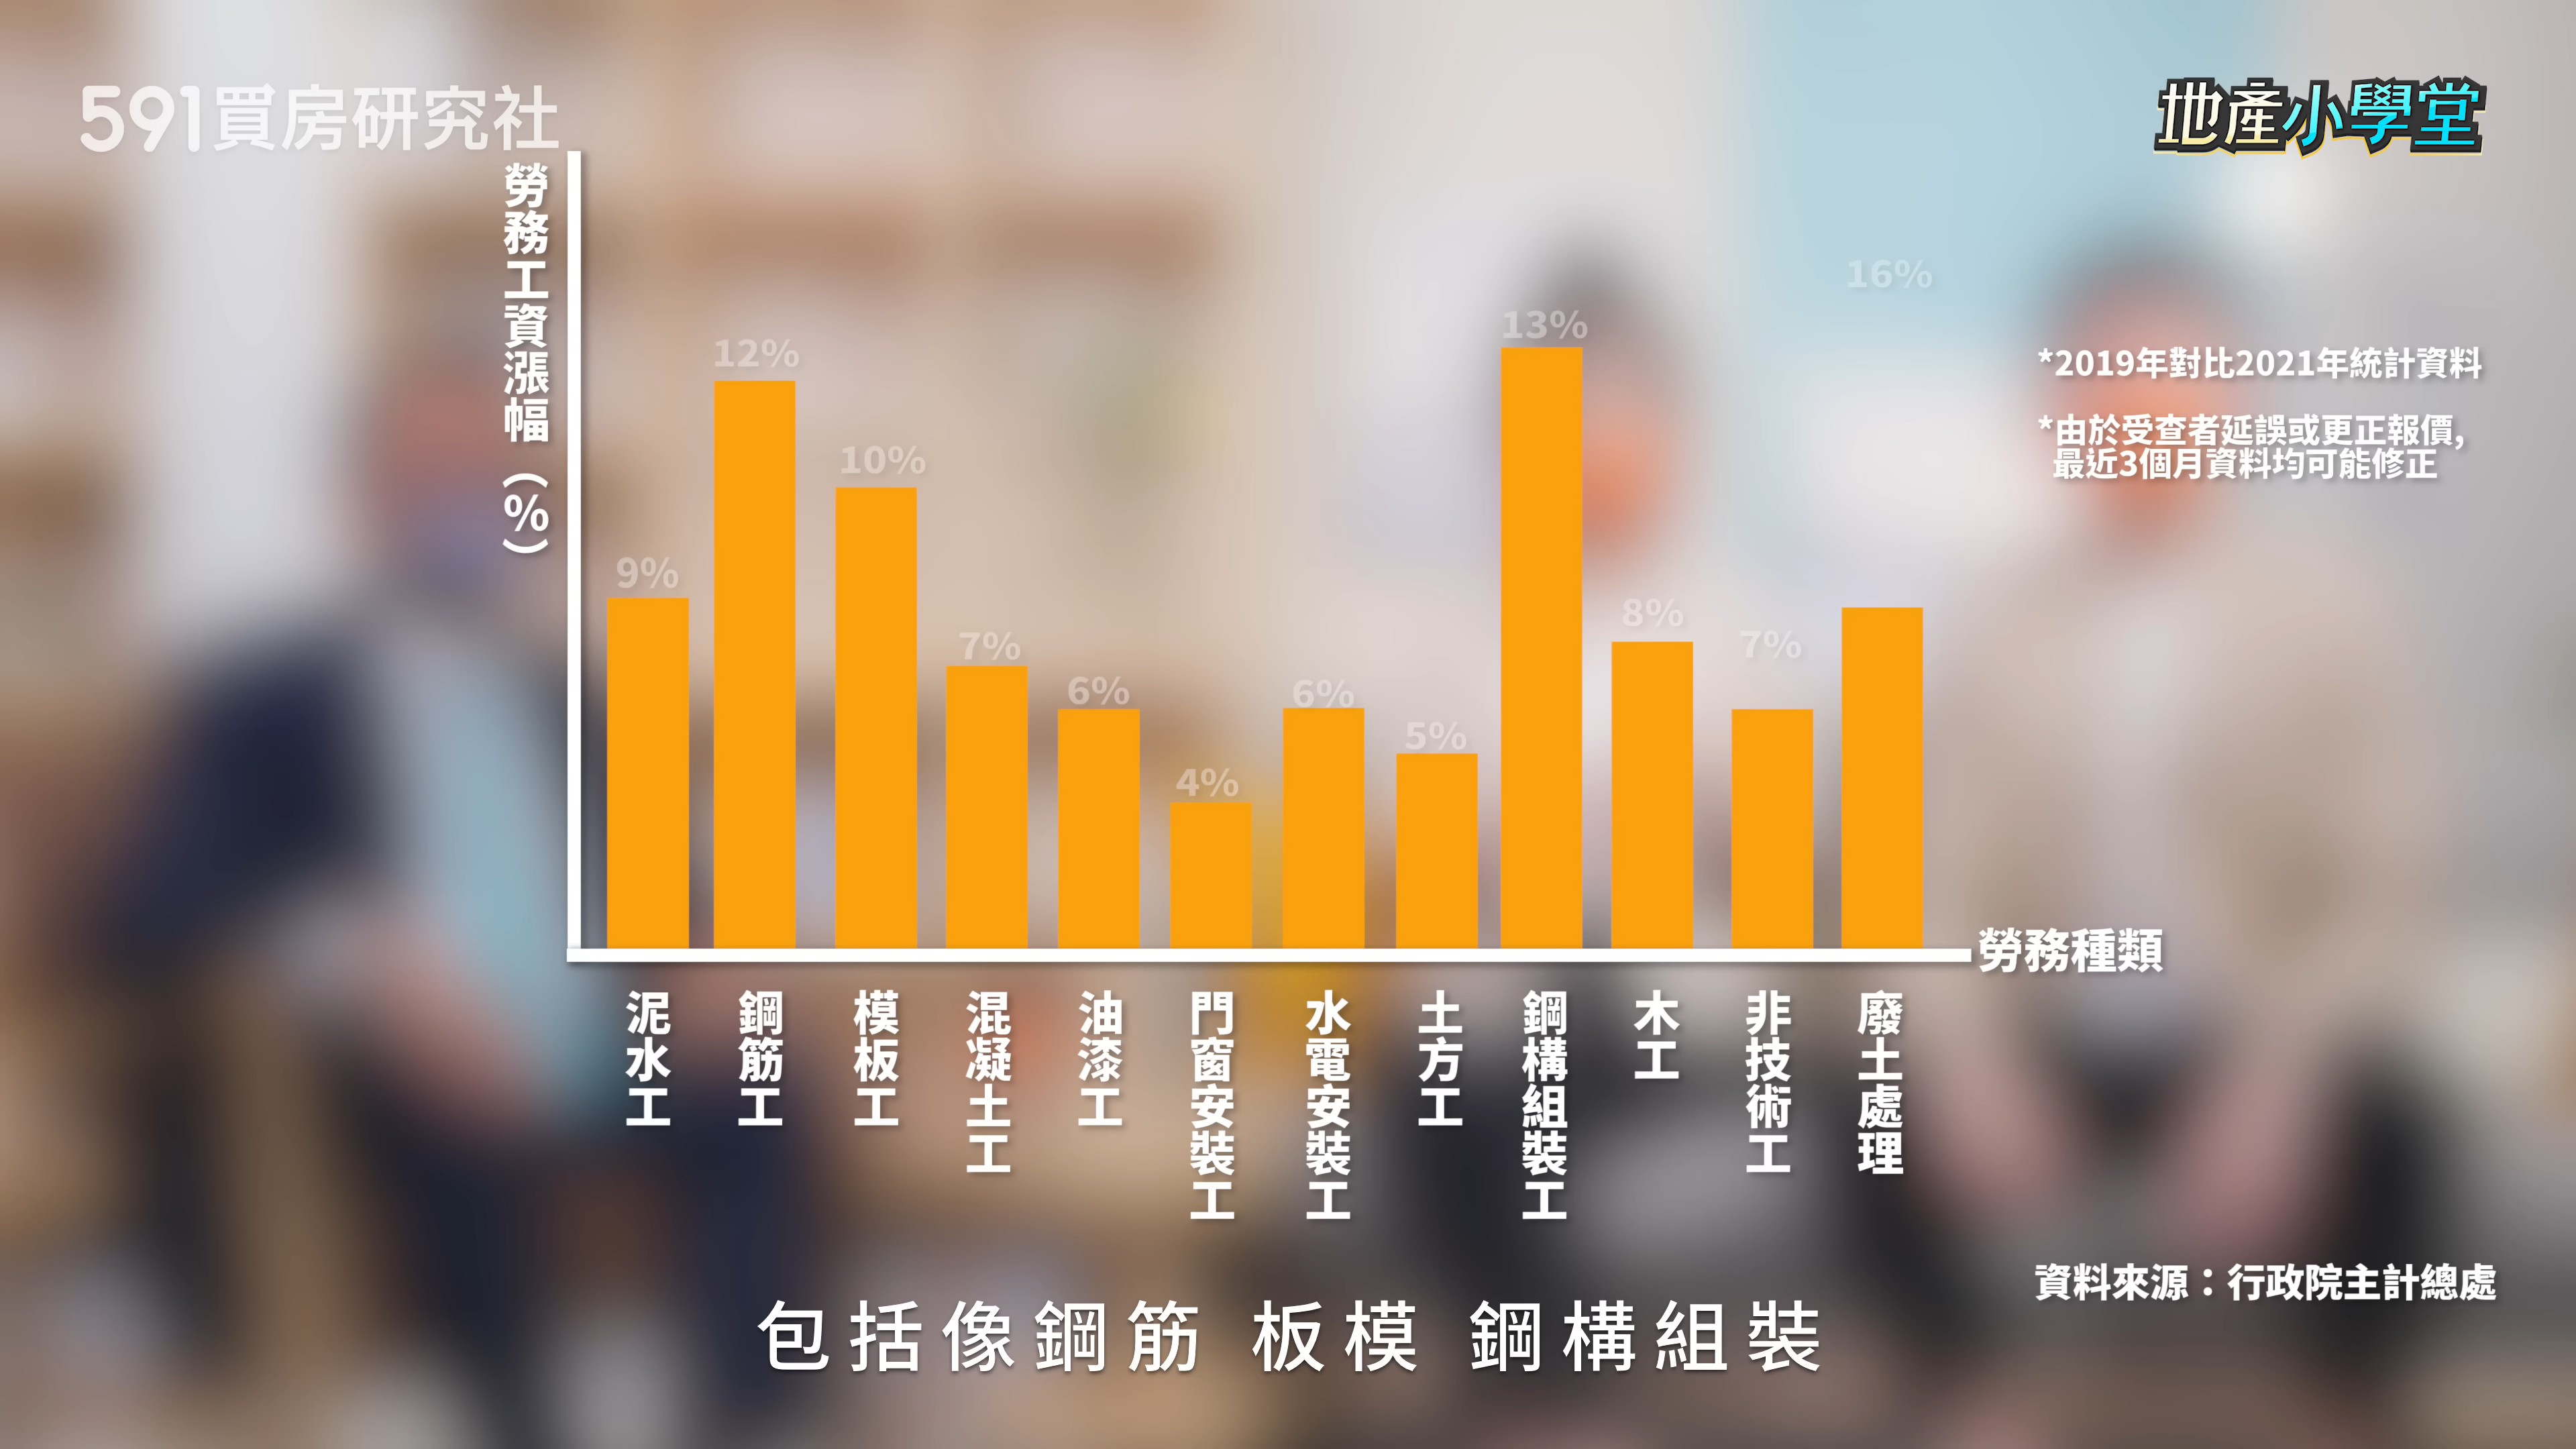 591買房研究社
地產小學堂
勞務工資漲幅（%）
9%
12%
10%
7%
6%
4%
6%
5%
13%
8%
7%
16%
*2019年對比2021年統計資料
*由於受查者延誤或更正報價，
最近3個月資料均可能修正
勞務種類
泥水工
鋼筋工
模板工
混凝土工
油漆工
門窗安裝工
水電安裝工
土方工
鋼構組裝工
木工
非技術工
廢土處理
資料來源：行政院主計總處
包括像鋼筋 板模 鋼構組裝